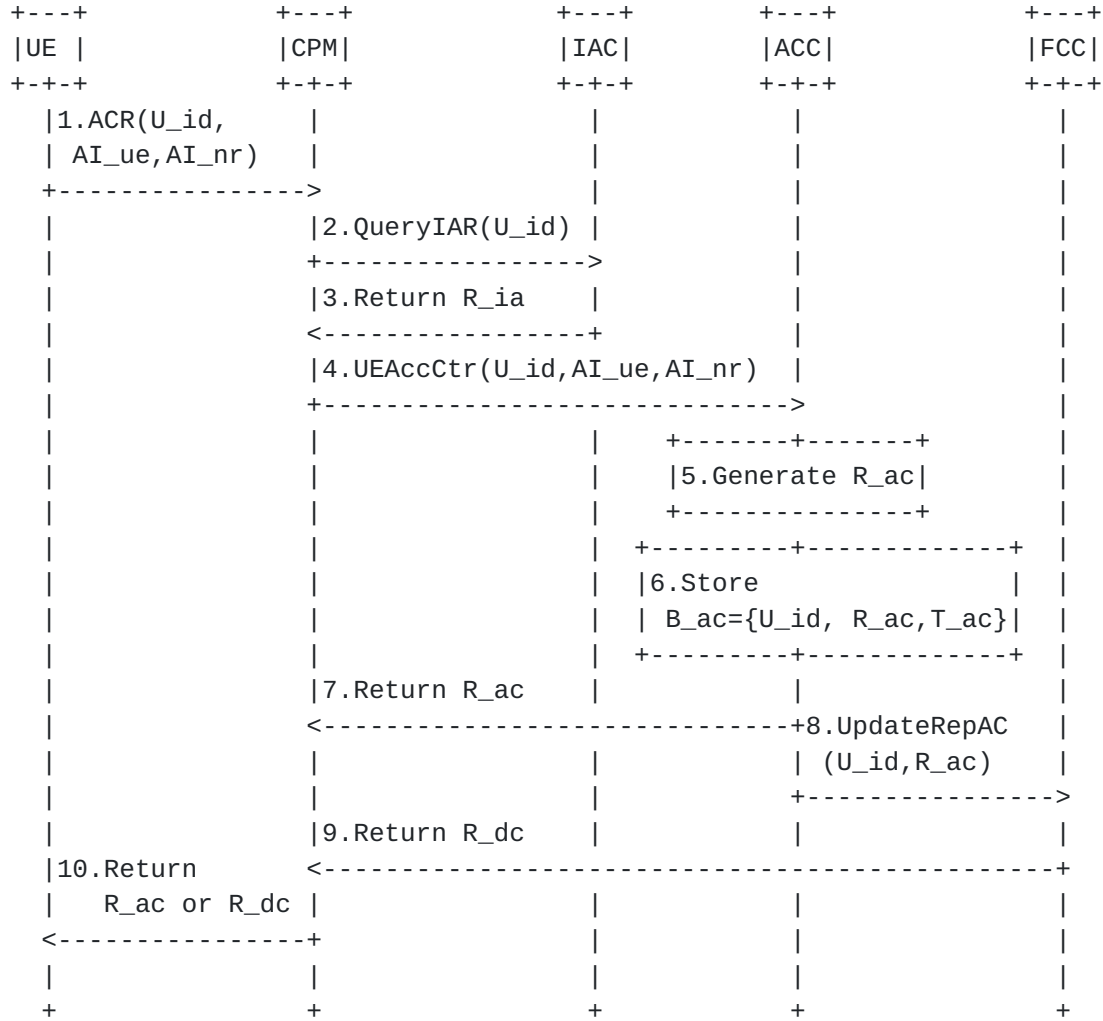 UE CPM IAC ACC FCC
1.ACR(U_id,
AI_ue,AI_nr)
2.QueryIAR(U_id)
3.Return R_ia
4.UEAccCtr(U_id,AI_ue,AI_nr)
5.Generate R_ac
6.Store
B_ac={U_id, R_ac,T_ac}
7.Return R_ac
8.UpdateRepAC
(U_id,R_ac)
9.Return R_dc
10.Return
R_ac or R_dc